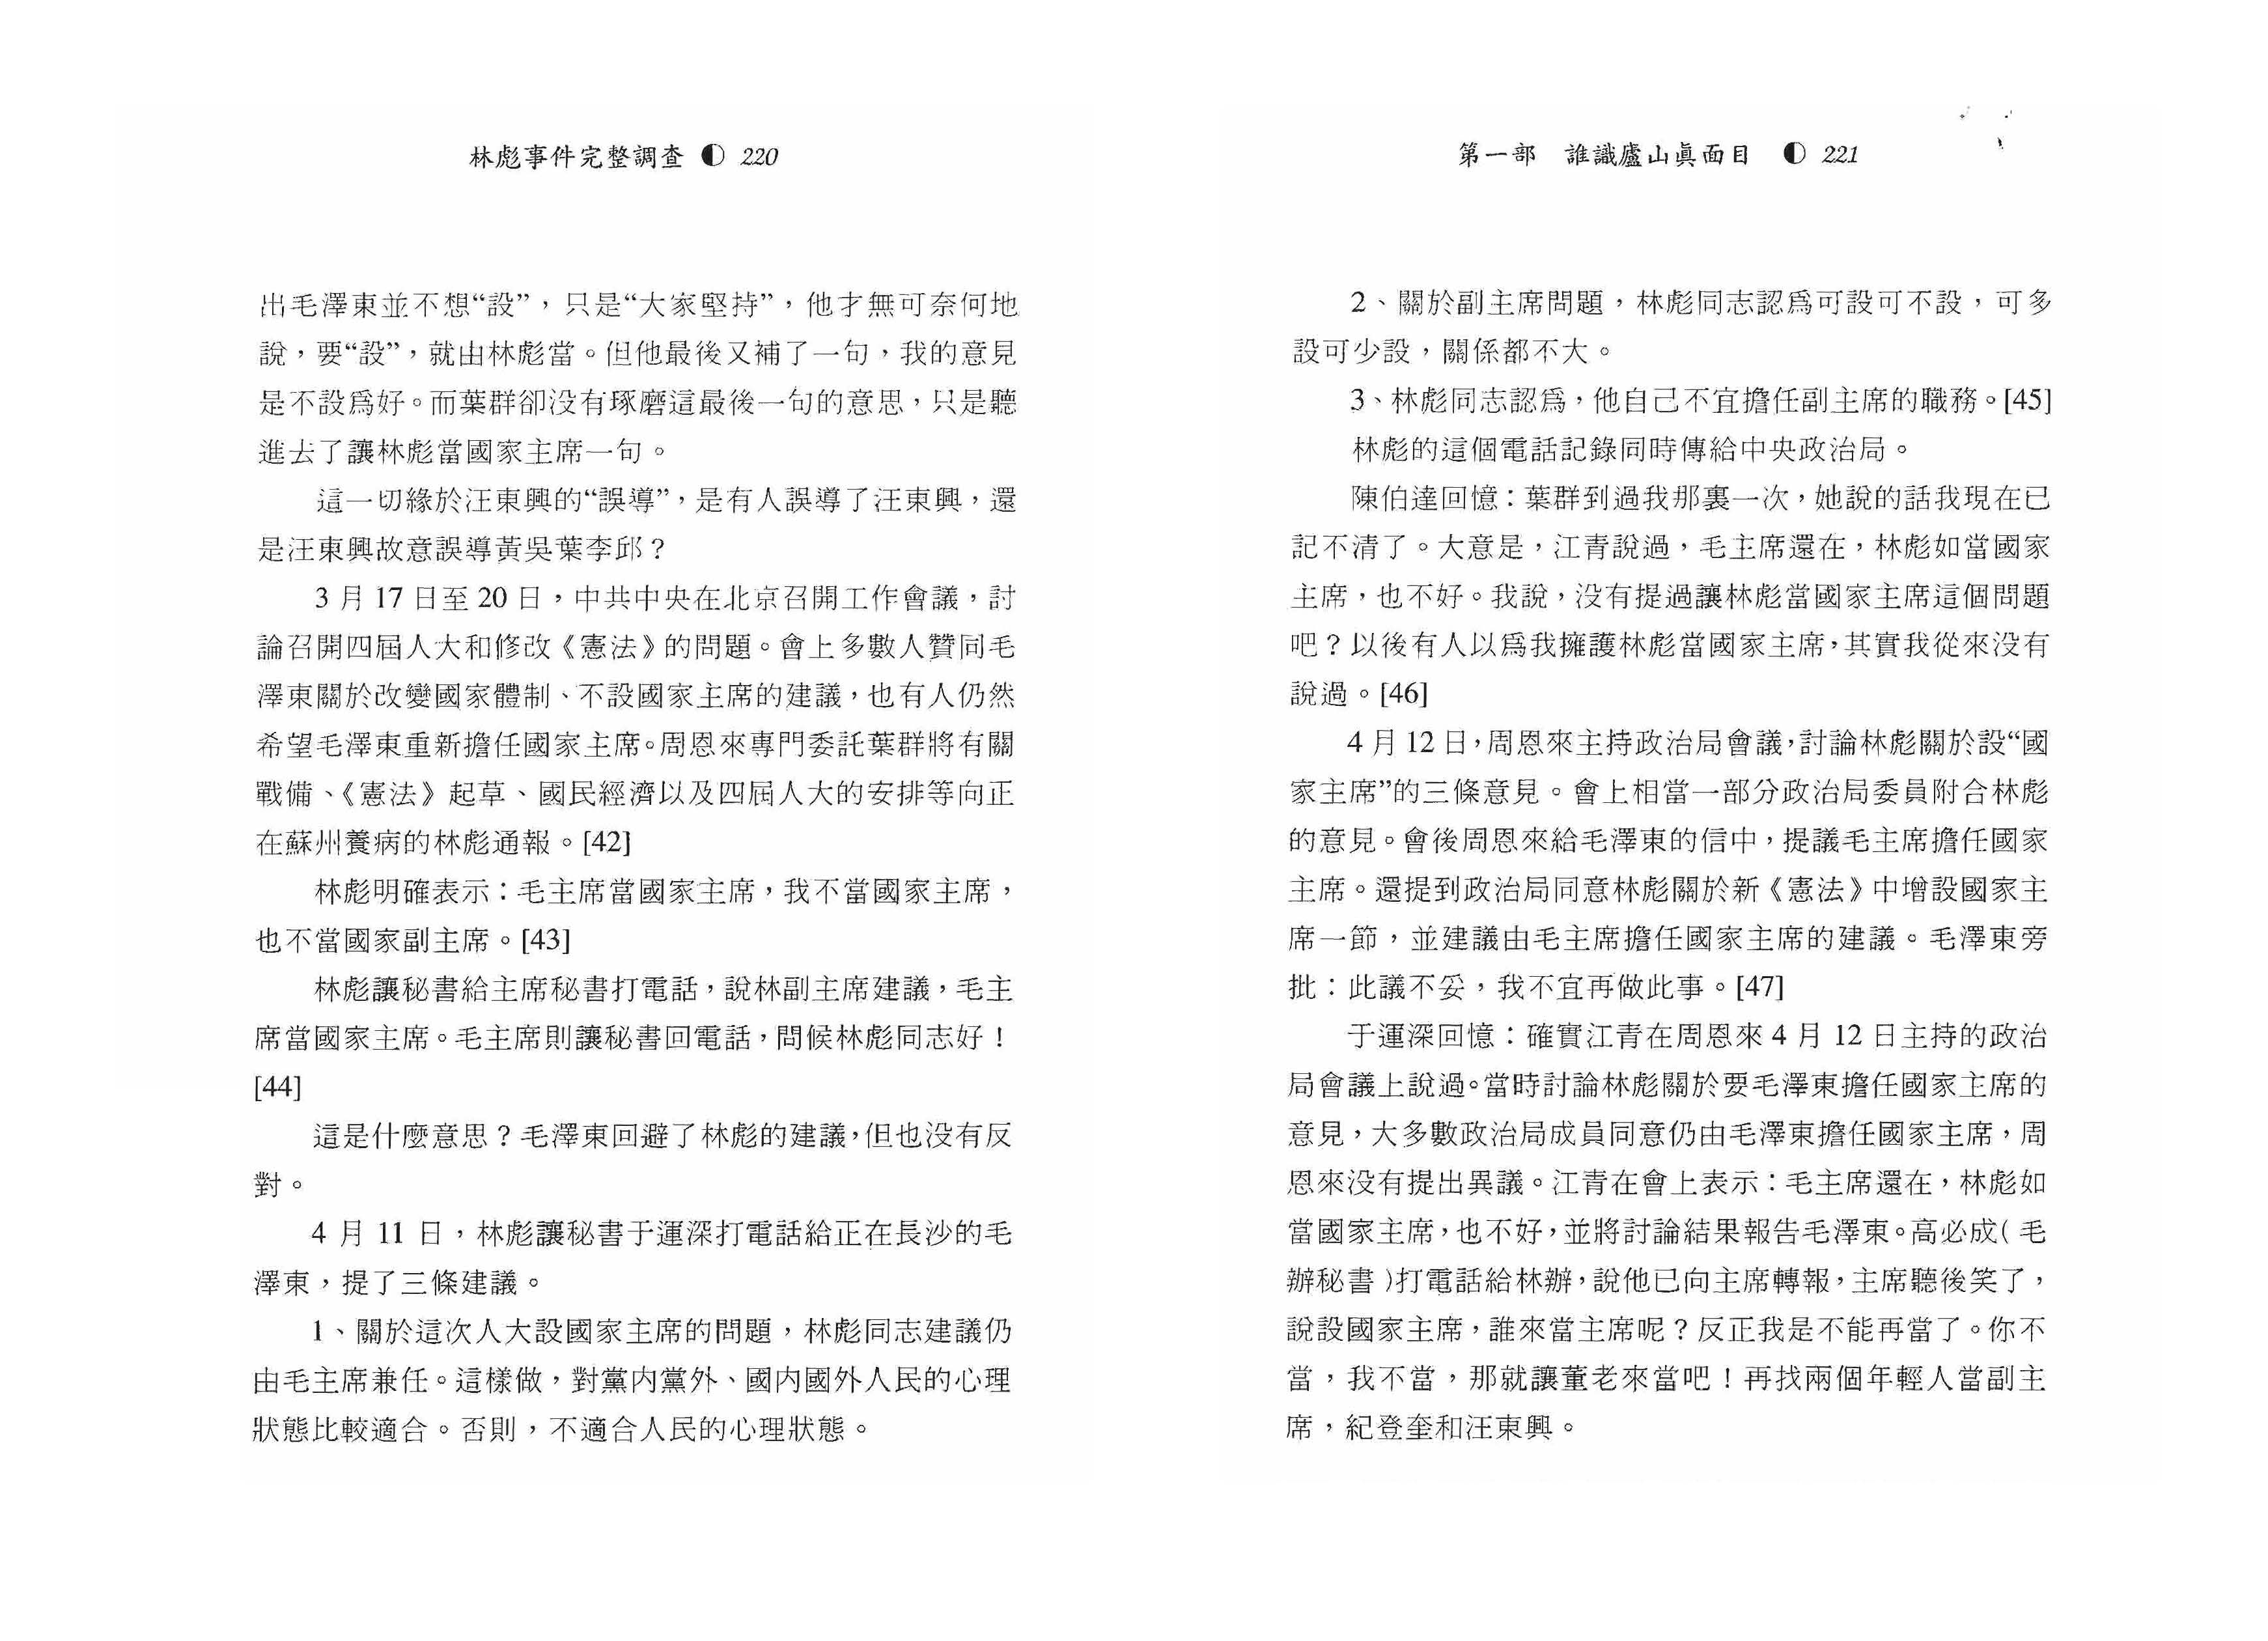 林彪事件完整調查 ◐ 220
出毛澤東並不想“設”，只是“大家堅持”，他才無可奈何地
說，要“設”，就由林彪當。但他最後又補了一句，我的意見
是不設爲好。而葉群卻没有琢磨這最後一句的意思，只是聽
進去了讓林彪當國家主席一句。
這一切緣於汪東興的“誤導”，是有人誤導了汪東興，還
是汪東興故意誤導黃吳葉李邱？
3 月 17 日至 20 日，中共中央在北京召開工作會議，討
論召開四屆人大和修改《憲法》的問題。會上多數人贊同毛
澤東關於改變國家體制、不設國家主席的建議，也有人仍然
希望毛澤東重新擔任國家主席。周恩來專門委託葉群將有關
戰備、《憲法》起草、國民經濟以及四屆人大的安排等向正
在蘇州養病的林彪通報。[42]
林彪明確表示：毛主席當國家主席，我不當國家主席，
也不當國家副主席。[43]
林彪讓秘書給主席秘書打電話，說林副主席建議，毛主
席當國家主席。毛主席則讓秘書回電話，問候林彪同志好！
[44]
這是什麼意思？毛澤東回避了林彪的建議，但也没有反
對。
4 月 11 日，林彪讓秘書于運深打電話給正在長沙的毛
澤東，提了三條建議。
1、關於這次人大設國家主席的問題，林彪同志建議仍
由毛主席兼任。這樣做，對黨内黨外、國内國外人民的心理
狀態比較適合。否則，不適合人民的心理狀態。
第一部　誰識廬山眞面目 ◐ 221
2、關於副主席問題，林彪同志認爲可設可不設，可多
設可少設，關係都不大。
3、林彪同志認爲，他自己不宜擔任副主席的職務。[45]
林彪的這個電話記錄同時傳給中央政治局。
陳伯達回憶：葉群到過我那裏一次，她說的話我現在已
記不清了。大意是，江青說過，毛主席還在，林彪如當國家
主席，也不好。我說，没有提過讓林彪當國家主席這個問題
吧？以後有人以爲我擁護林彪當國家主席，其實我從來没有
說過。[46]
4 月 12 日，周恩來主持政治局會議，討論林彪關於設“國
家主席”的三條意見。會上相當一部分政治局委員附合林彪
的意見。會後周恩來給毛澤東的信中，提議毛主席擔任國家
主席。還提到政治局同意林彪關於新《憲法》中增設國家主
席一節，並建議由毛主席擔任國家主席的建議。毛澤東旁
批：此議不妥，我不宜再做此事。[47]
于運深回憶：確實江青在周恩來 4 月 12 日主持的政治
局會議上說過。當時討論林彪關於要毛澤東擔任國家主席的
意見，大多數政治局成員同意仍由毛澤東擔任國家主席，周
恩來没有提出異議。江青在會上表示：毛主席還在，林彪如
當國家主席，也不好，並將討論結果報告毛澤東。高必成（毛
辦秘書）打電話給林辦，說他已向主席轉報，主席聽後笑了，
說設國家主席，誰來當主席呢？反正我是不能再當了。你不
當，我不當，那就讓董老來當吧！再找兩個年輕人當副主
席，紀登奎和汪東興。